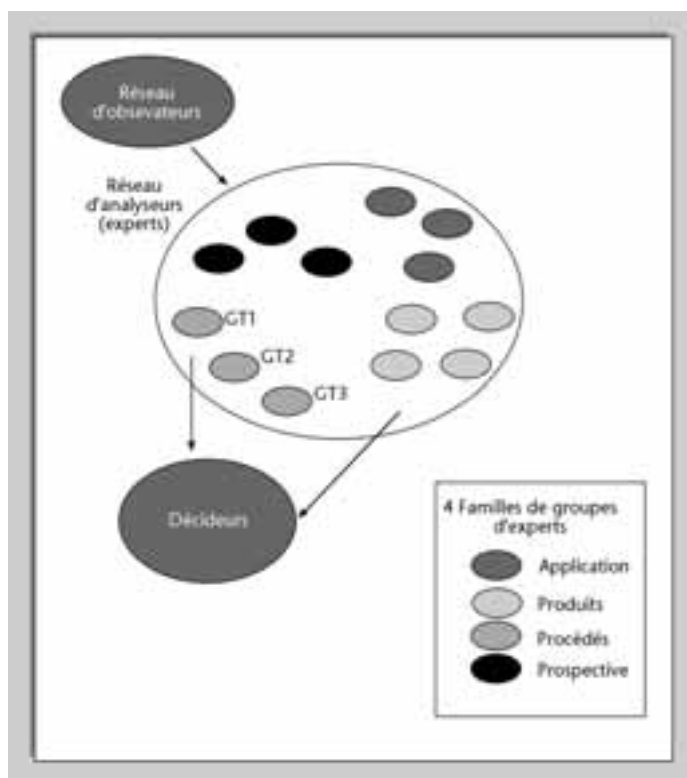 Réseau
d'obsevateurs
Réseau
d'analyseurs
(experts)
GT1
GT2
GT3
Décideurs
4 Familles de groupes
d'experts
Application
Produits
Procédés
Prospective